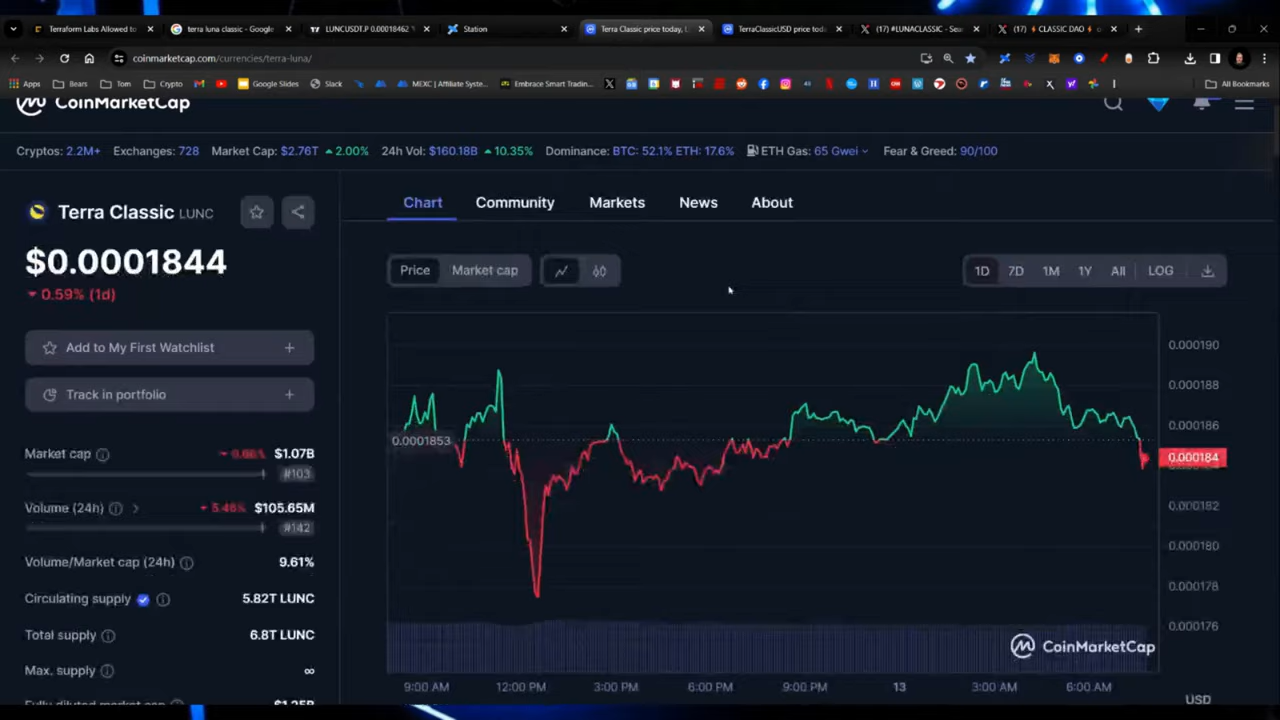 Terraform Labs Allowed to
terra luna classic - Google
LUNCUSDT.P 0.00018462
Station
Terra Classic price today, L
TerraClassicUSD price toda
(17) #LUNACLASSIC - Sea
(17) ⚡CLASSIC DAO⚡ o
coinmarketcap.com/currencies/terra-luna/
Apps
Bears
Tom
Crypto
Google Slides
Slack
MEXC | Affiliate Syste...
Embrace Smart Trading...
All Bookmarks
CoinMarketCap
Cryptos: 2.2M+ Exchanges: 728 Market Cap: $2.76T 2.00% 24h Vol: $160.18B 10.35% Dominance: BTC: 52.1% ETH: 17.6% ETH Gas: 65 Gwei Fear & Greed: 90/100
Terra Classic LUNC
$0.0001844
0.59% (1d)
Add to My First Watchlist +
Track in portfolio +
Market cap $1.07B
#103
Volume (24h) 5.46% $105.65M
#142
Volume/Market cap (24h) 9.61%
Circulating supply 5.82T LUNC
Total supply 6.8T LUNC
Max. supply ∞
Chart Community Markets News About
Price Market cap
1D 7D 1M 1Y All LOG
0.000190
0.000188
0.000186
0.0001853
0.000184
0.000182
0.000180
0.000178
0.000176
CoinMarketCap
9:00 AM 12:00 PM 3:00 PM 6:00 PM 9:00 PM 13 3:00 AM 6:00 AM
USD